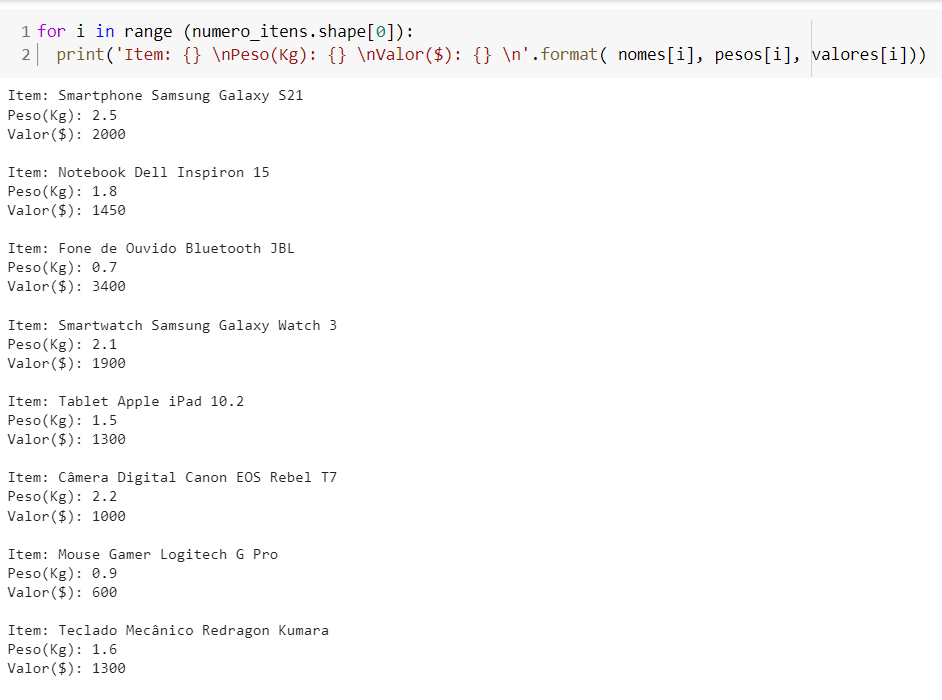 1 for i in range (numero_itens.shape[0]):
2 print('Item: {} \nPeso(Kg): {} \nValor($): {} \n'.format( nomes[i], pesos[i], valores[i]))
Item: Smartphone Samsung Galaxy S21
Peso(Kg): 2.5
Valor($): 2000
Item: Notebook Dell Inspiron 15
Peso(Kg): 1.8
Valor($): 1450
Item: Fone de Ouvido Bluetooth JBL
Peso(Kg): 0.7
Valor($): 3400
Item: Smartwatch Samsung Galaxy Watch 3
Peso(Kg): 2.1
Valor($): 1900
Item: Tablet Apple iPad 10.2
Peso(Kg): 1.5
Valor($): 1300
Item: Câmera Digital Canon EOS Rebel T7
Peso(Kg): 2.2
Valor($): 1000
Item: Mouse Gamer Logitech G Pro
Peso(Kg): 0.9
Valor($): 600
Item: Teclado Mecânico Redragon Kumara
Peso(Kg): 1.6
Valor($): 1300